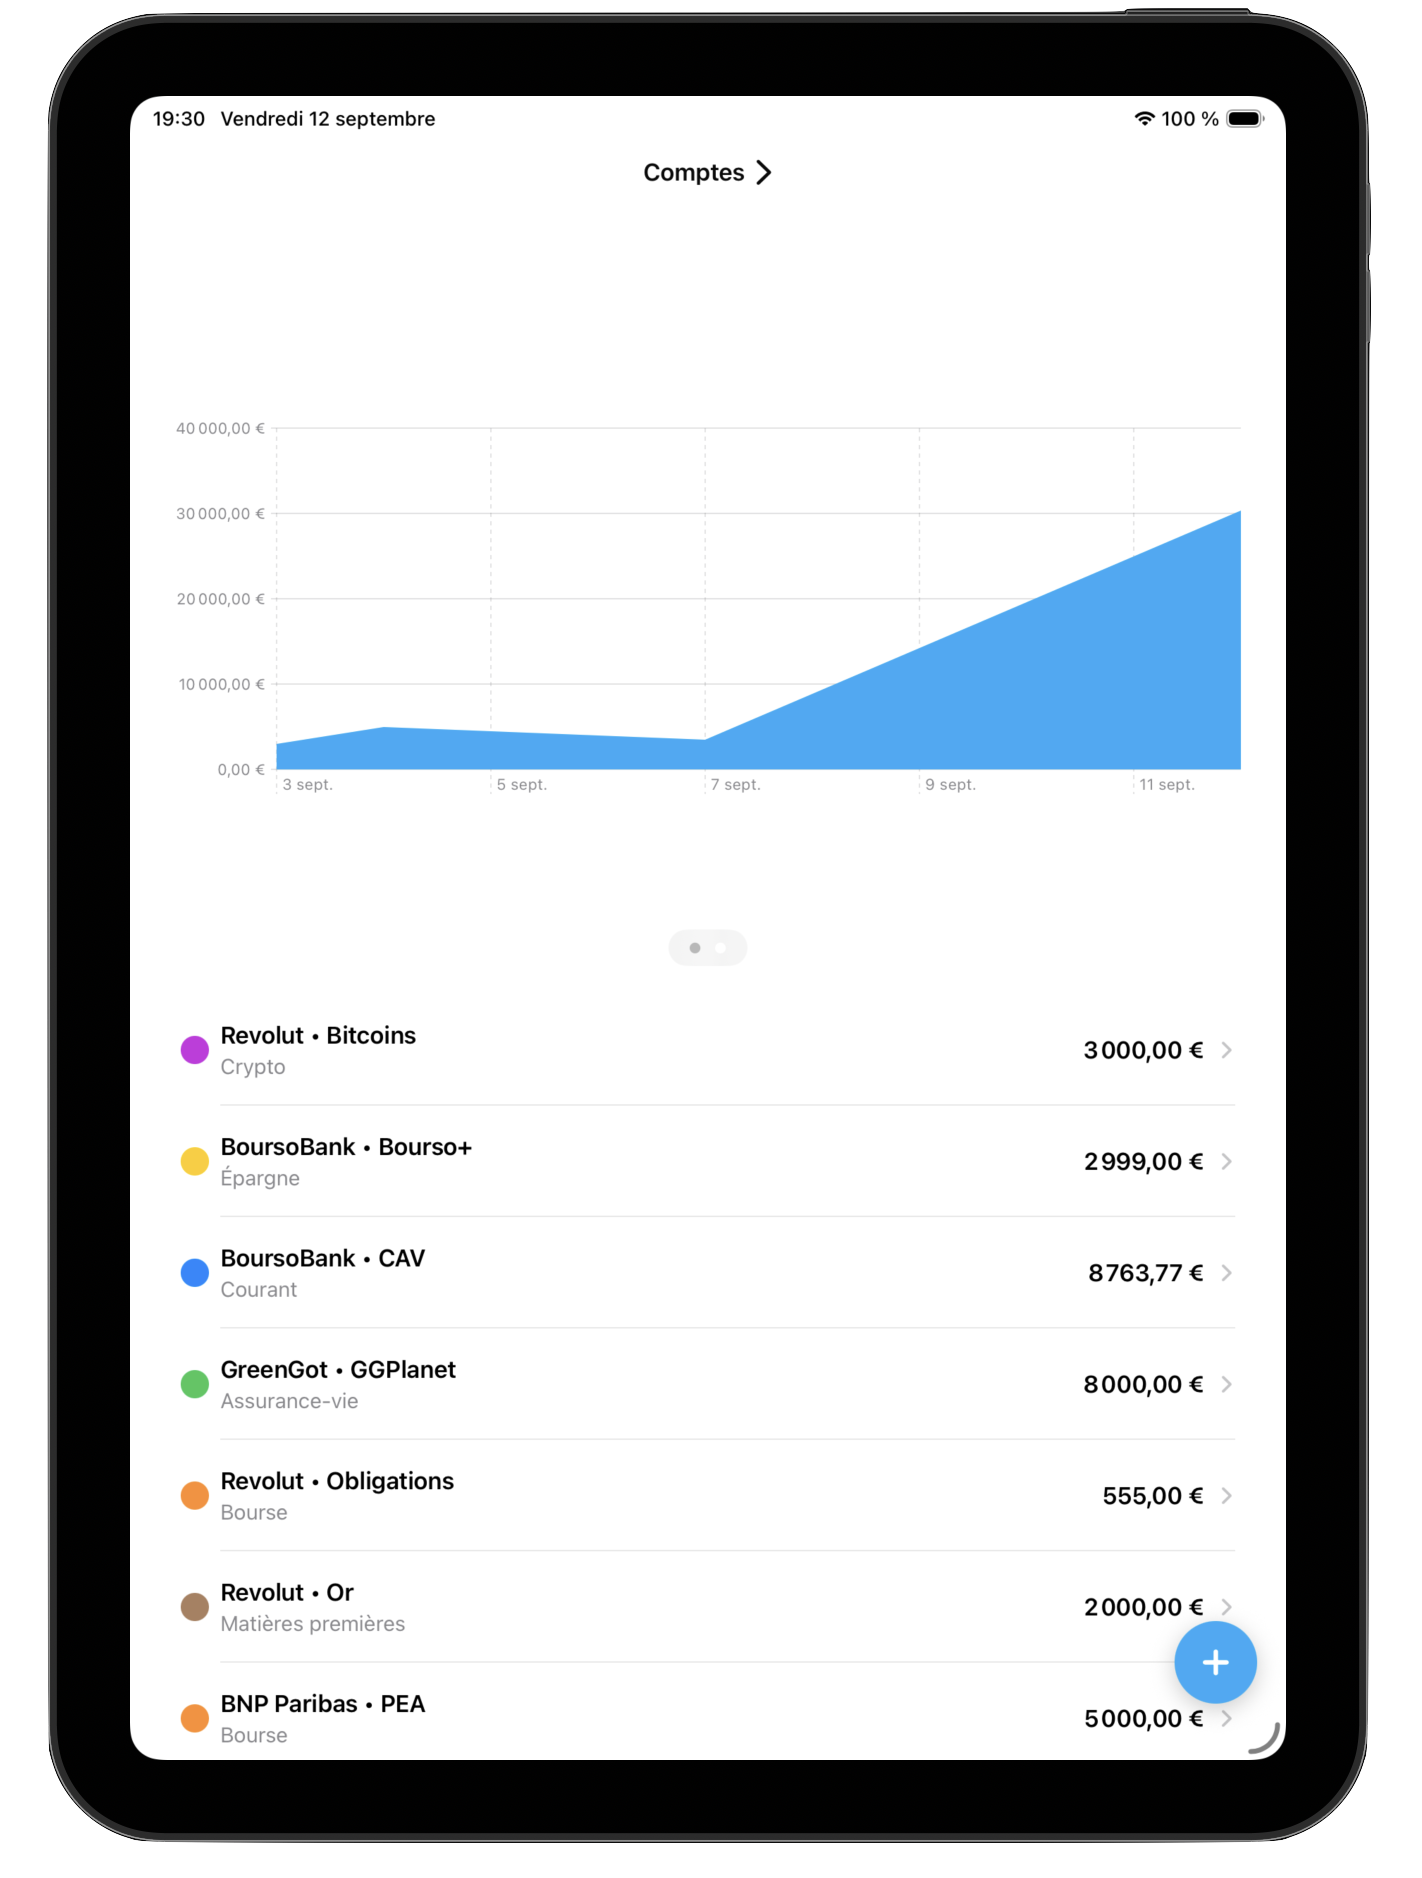 19:30 Vendredi 12 septembre 100 %
Comptes
40 000,00 €
30 000,00 €
20 000,00 €
10 000,00 €
0,00 €
3 sept. 5 sept. 7 sept. 9 sept. 11 sept.
Revolut • Bitcoins
Crypto
3 000,00 €
BoursoBank • Bourso+
Épargne
2 999,00 €
BoursoBank • CAV
Courant
8 763,77 €
GreenGot • GGPlanet
Assurance-vie
8 000,00 €
Revolut • Obligations
Bourse
555,00 €
Revolut • Or
Matières premières
2 000,00 €
BNP Paribas • PEA
Bourse
5 000,00 €